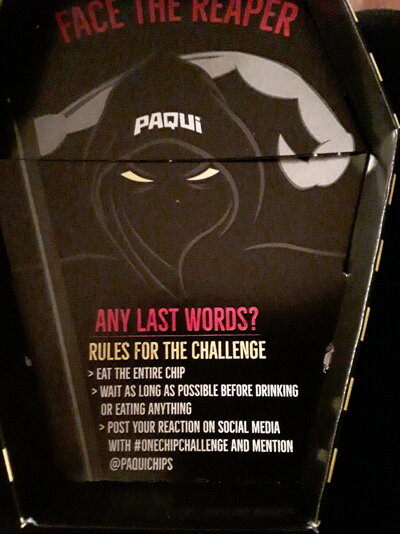 FACE THE REAPER
PAQUI
ANY LAST WORDS?
RULES FOR THE CHALLENGE
> EAT THE ENTIRE CHIP
> WAIT AS LONG AS POSSIBLE BEFORE DRINKING
OR EATING ANYTHING
> POST YOUR REACTION ON SOCIAL MEDIA
WITH #ONECHIPCHALLENGE AND MENTION
@PAQUICHIPS